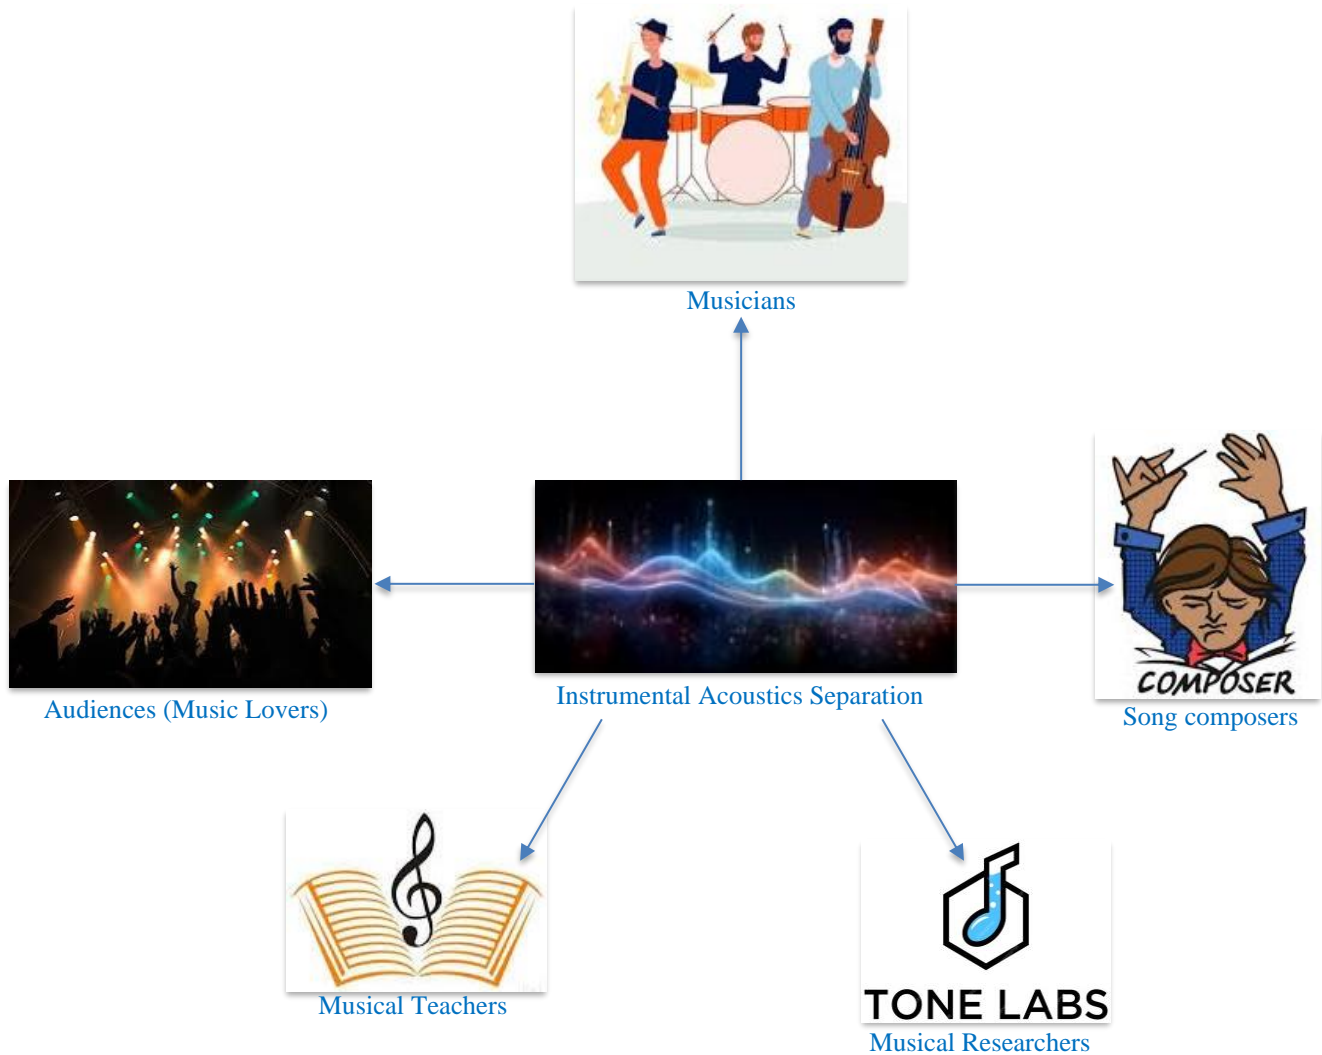 Musicians
COMPOSER
Audiences (Music Lovers)
Instrumental Acoustics Separation
Song composers
Musical Teachers
TONE LABS
Musical Researchers